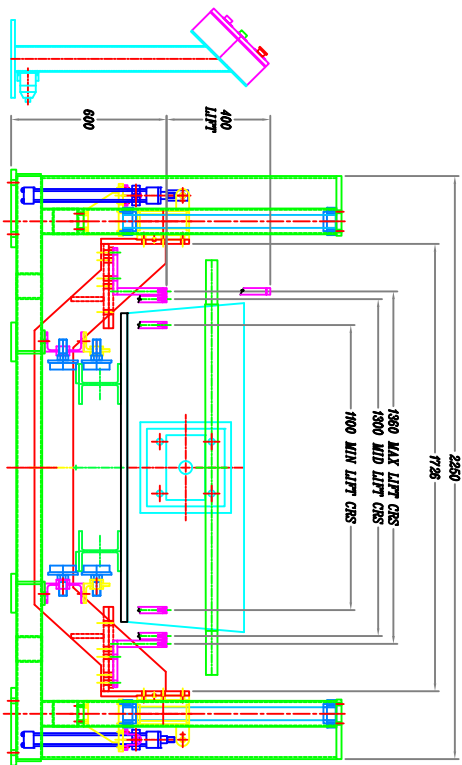 400
LIFT
600
2250
1726
1360 MAX LIFT CRS
1300 MID LIFT CRS
1100 MIN LIFT CRS